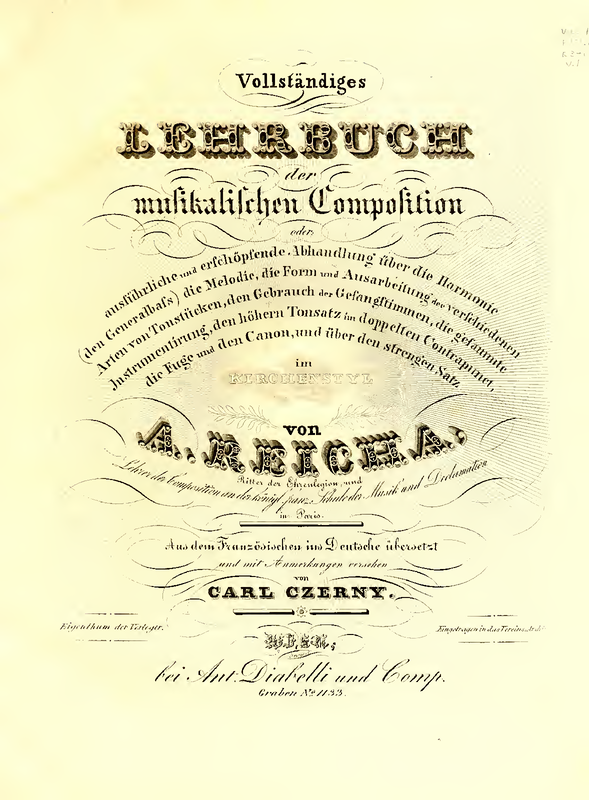 Vollständiges
LEHRBUCH
der
musikalischen Composition
oder
ausführliche und erschöpfende Abhandlung über die Harmonie
(den Generalbaſs) die Melodie, die Form und Ausarbeitung der verschiedenen
Arten von Tonstücken, den Gebrauch der Gesangstimmen, die gesammte
Instrumentirung, den höhern Tonsatz im doppelten Contrapunct,
die Fuge und den Canon, und über den strengen Satz
im
KIRCHENSTYL
von
A. REICHA,
Ritter der Ehrenlegion, und
Lehrer der Composition an der königl. franz. Schule der Musik und Declamation
in Paris.
Aus dem Französischen ins Deutsche übersetzt
und mit Anmerkungen versehen
von
CARL CZERNY.
Eigenthum der Verleger.
Eingetragen in das Vereins-Archiv
WIEN,
bei Ant. Diabelli und Comp.
Graben No. 1133.